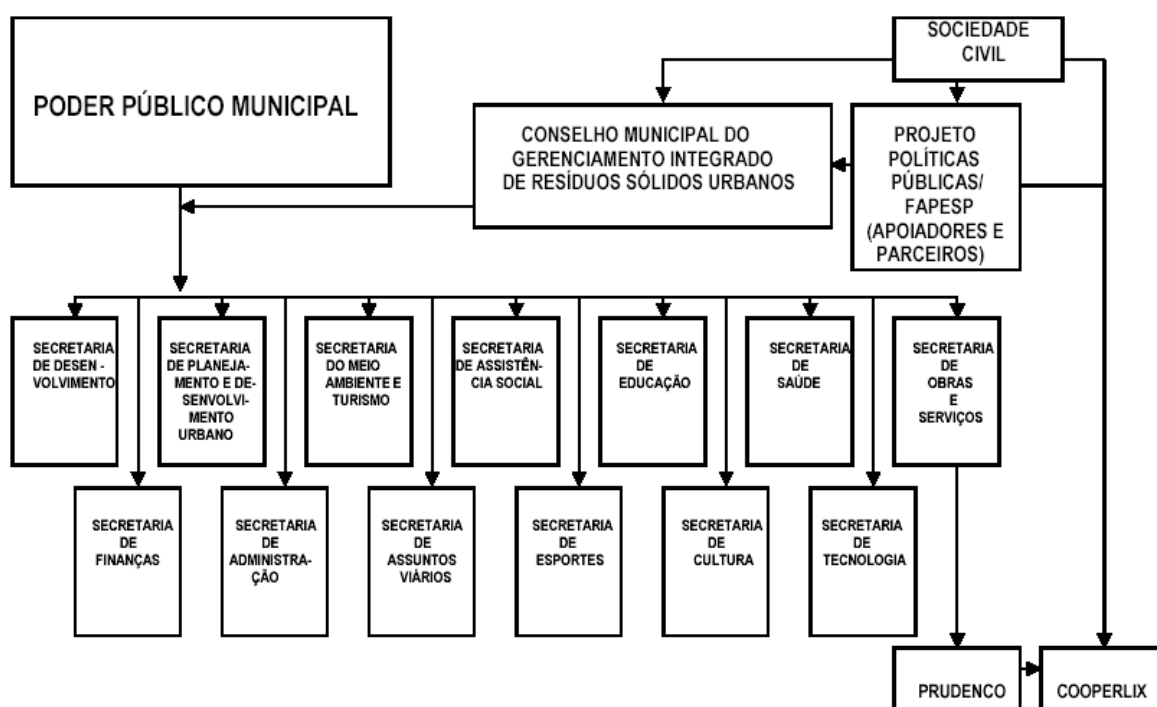 PODER PÚBLICO MUNICIPAL
SOCIEDADE
CIVIL
CONSELHO MUNICIPAL DO
GERENCIAMENTO INTEGRADO
DE RESÍDUOS SÓLIDOS URBANOS
PROJETO
POLÍTICAS
PÚBLICAS/
FAPESP
(APOIADORES E
PARCEIROS)
SECRETARIA
DE DESEN -
VOLVIMENTO
SECRETARIA
DE PLANEJA-
MENTO E DE-
SENVOLVI-
MENTO
URBANO
SECRETARIA
DO MEIO
AMBIENTE E
TURISMO
SECRETARIA
DE ASSISTÊN-
CIA SOCIAL
SECRETARIA
DE
EDUCAÇÃO
SECRETARIA
DE
SAÚDE
SECRETARIA
DE
OBRAS
E
SERVIÇOS
SECRETARIA
DE
FINANÇAS
SECRETARIA
DE
ADMINISTRA-
ÇÃO
SECRETARIA
DE
ASSUNTOS
VIÁRIOS
SECRETARIA
DE
ESPORTES
SECRETARIA
DE
CULTURA
SECRETARIA
DE
TECNOLOGIA
PRUDENCO
COOPERLIX